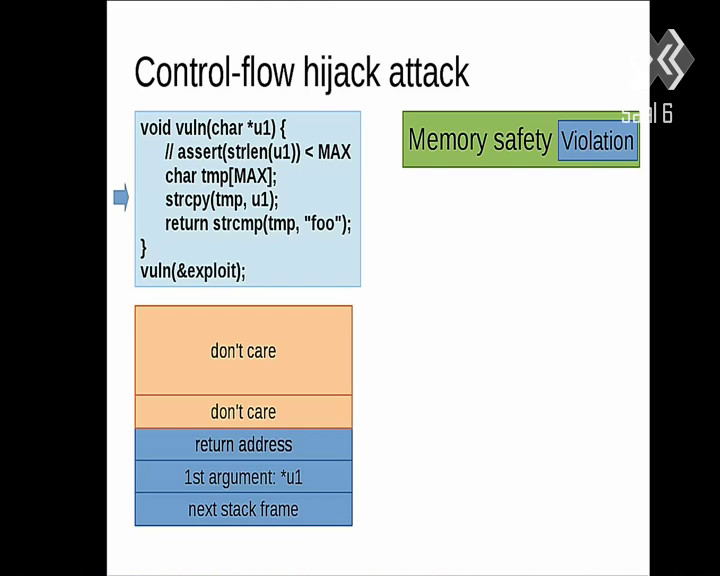 Control-flow hijack attack
void vuln(char *u1) {
// assert(strlen(u1)) < MAX
char tmp[MAX];
strcpy(tmp, u1);
return strcmp(tmp, "foo");
}
vuln(&exploit);
Memory safety Violation
Saal 6
don't care
don't care
return address
1st argument: *u1
next stack frame